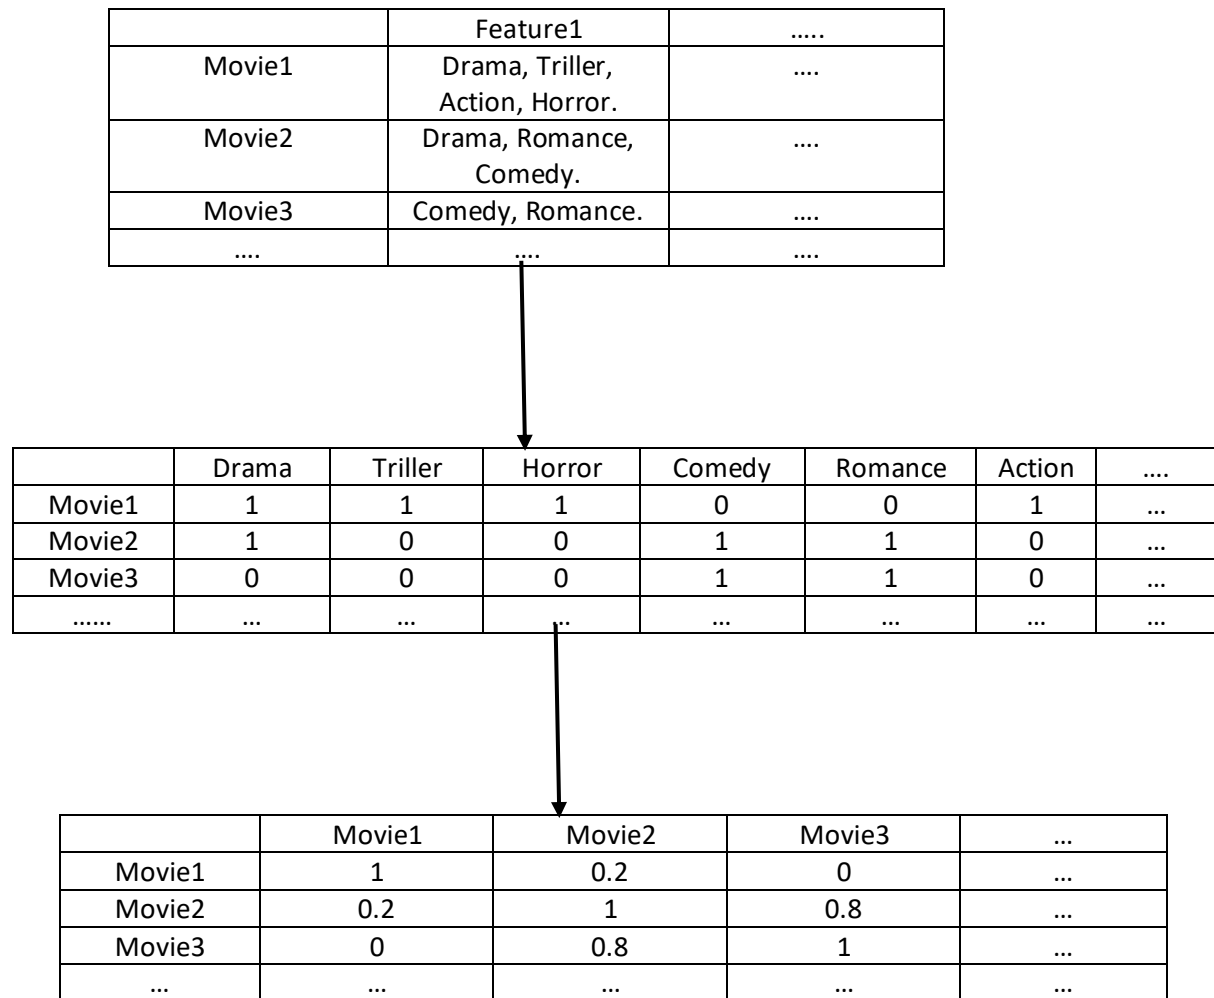 Feature1 .....
Movie1 Drama, Triller, ....
Action, Horror.
Movie2 Drama, Romance, ....
Comedy.
Movie3 Comedy, Romance. ....
.... .... ....
Drama Triller Horror Comedy Romance Action ....
Movie1 1 1 1 0 0 1 ...
Movie2 1 0 0 1 1 0 ...
Movie3 0 0 0 1 1 0 ...
...... ... ... ... ... ... ... ...
Movie1 Movie2 Movie3 ...
Movie1 1 0.2 0 ...
Movie2 0.2 1 0.8 ...
Movie3 0 0.8 1 ...
... ... ... ... ...